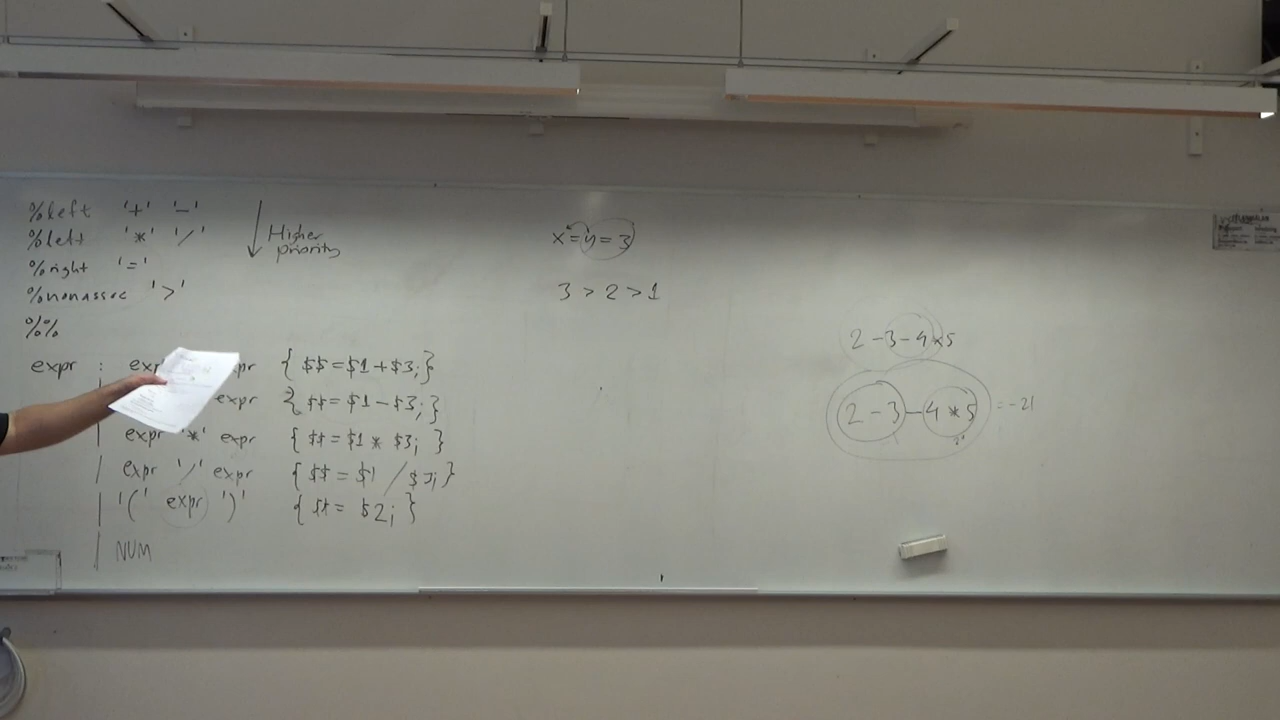 %left '+' '-'
%left '*' '/'
%right '='
%nonassoc '>'
%%
Higher
priority
expr : expr expr { $$=$1+$3;}
expr { $$=$1-$3;}
| expr '*' expr { $$=$1 * $3; }
| expr '/' expr { $$ = $1 / $3; }
| '(' expr ')' { $$ = $2; }
| NUM
x=y=3
3 > 2 > 1
2-3-4*5
2-3-4*5 =-21